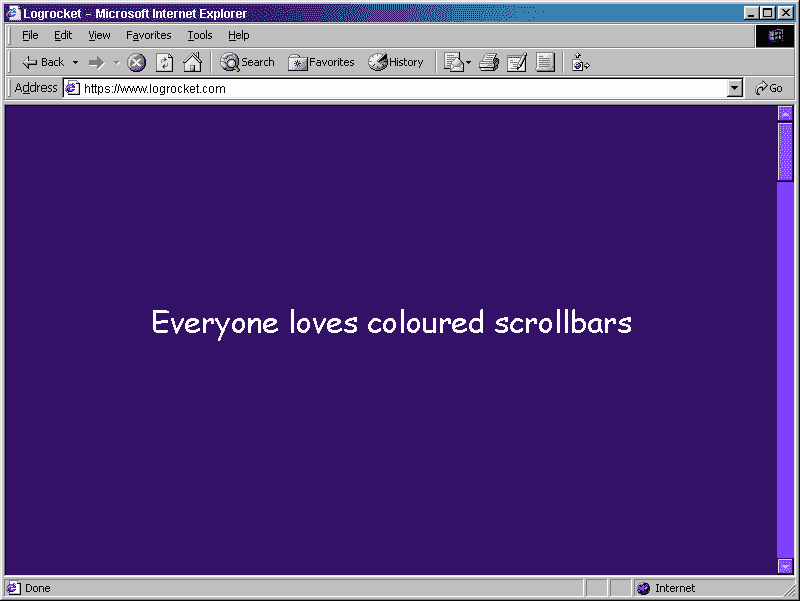 Logrocket – Microsoft Internet Explorer
File Edit View Favorites Tools Help
Back Search Favorites History
Address https://www.logrocket.com Go
Everyone loves coloured scrollbars
Done Internet